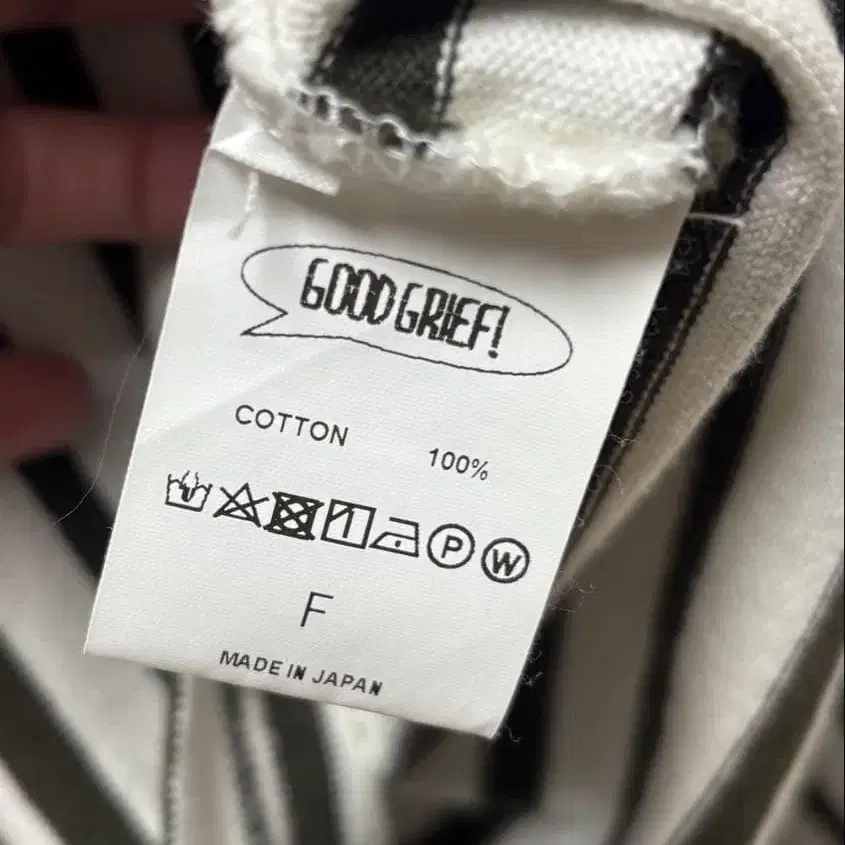 GOOD GRIEF!
COTTON 100%
P W
F
MADE IN JAPAN